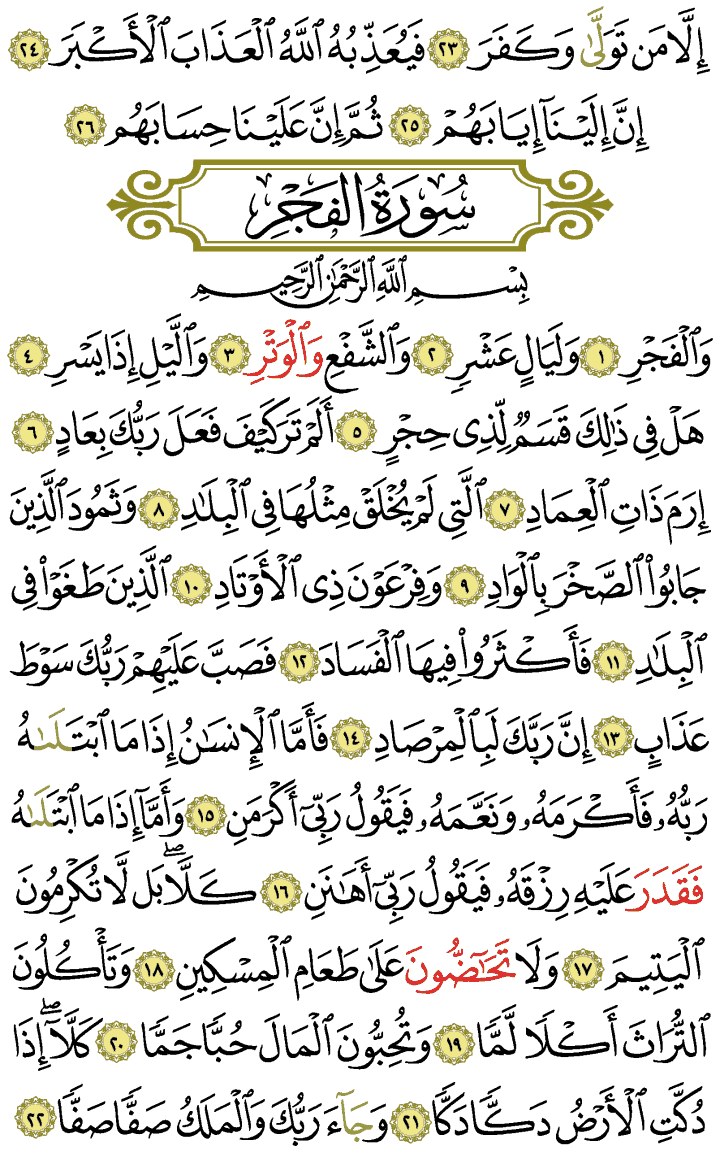 إِلَّا مَن تَوَلَّىٰ وَكَفَرَ ٢٣ فَيُعَذِّبُهُ ٱللَّهُ ٱلْعَذَابَ ٱلْأَكْبَرَ ٢٤
إِنَّ إِلَيْنَآ إِيَابَهُمْ ٢٥ ثُمَّ إِنَّ عَلَيْنَا حِسَابَهُم ٢٦
سُورَةُ الفَجْرِ
بِسْمِ ٱللَّهِ ٱلرَّحْمَٰنِ ٱلرَّحِيمِ
وَٱلْفَجْرِ ١ وَلَيَالٍ عَشْرٍ ٢ وَٱلشَّفْعِ وَٱلْوَتْرِ ٣ وَٱلَّيْلِ إِذَا يَسْرِ ٤
هَلْ فِى ذَٰلِكَ قَسَمٌ لِّذِى حِجْرٍ ٥ أَلَمْ تَرَ كَيْفَ فَعَلَ رَبُّكَ بِعَادٍ ٦
إِرَمَ ذَاتِ ٱلْعِمَادِ ٧ ٱلَّتِى لَمْ يُخْلَقْ مِثْلُهَا فِى ٱلْبِلَٰدِ ٨ وَثَمُودَ ٱلَّذِينَ
جَابُوا۟ ٱلصَّخْرَ بِٱلْوَادِ ٩ وَفِرْعَوْنَ ذِى ٱلْأَوْتَادِ ١٠ ٱلَّذِينَ طَغَوْا۟ فِى
ٱلْبِلَٰدِ ١١ فَأَكْثَرُوا۟ فِيهَا ٱلْفَسَادَ ١٢ فَصَبَّ عَلَيْهِمْ رَبُّكَ سَوْطَ
عَذَابٍ ١٣ إِنَّ رَبَّكَ لَبِٱلْمِرْصَادِ ١٤ فَأَمَّا ٱلْإِنسَٰنُ إِذَا مَا ٱبْتَلَىٰهُ
رَبُّهُۥ فَأَكْرَمَهُۥ وَنَعَّمَهُۥ فَيَقُولُ رَبِّىٓ أَكْرَمَنِ ١٥ وَأَمَّآ إِذَا مَا ٱبْتَلَىٰهُ
فَقَدَرَ عَلَيْهِ رِزْقَهُۥ فَيَقُولُ رَبِّىٓ أَهَٰنَنِ ١٦ كَلَّاۖ بَل لَّا تُكْرِمُونَ
ٱلْيَتِيمَ ١٧ وَلَا تَحَٰٓضُّونَ عَلَىٰ طَعَامِ ٱلْمِسْكِينِ ١٨ وَتَأْكُلُونَ
ٱلتُّرَاثَ أَكْلًا لَّمًّا ١٩ وَتُحِبُّونَ ٱلْمَالَ حُبًّا جَمًّا ٢٠ كَلَّآۖ إِذَا
دُكَّتِ ٱلْأَرْضُ دَكًّا دَكًّا ٢١ وَجَآءَ رَبُّكَ وَٱلْمَلَكُ صَفًّا صَفًّا ٢٢